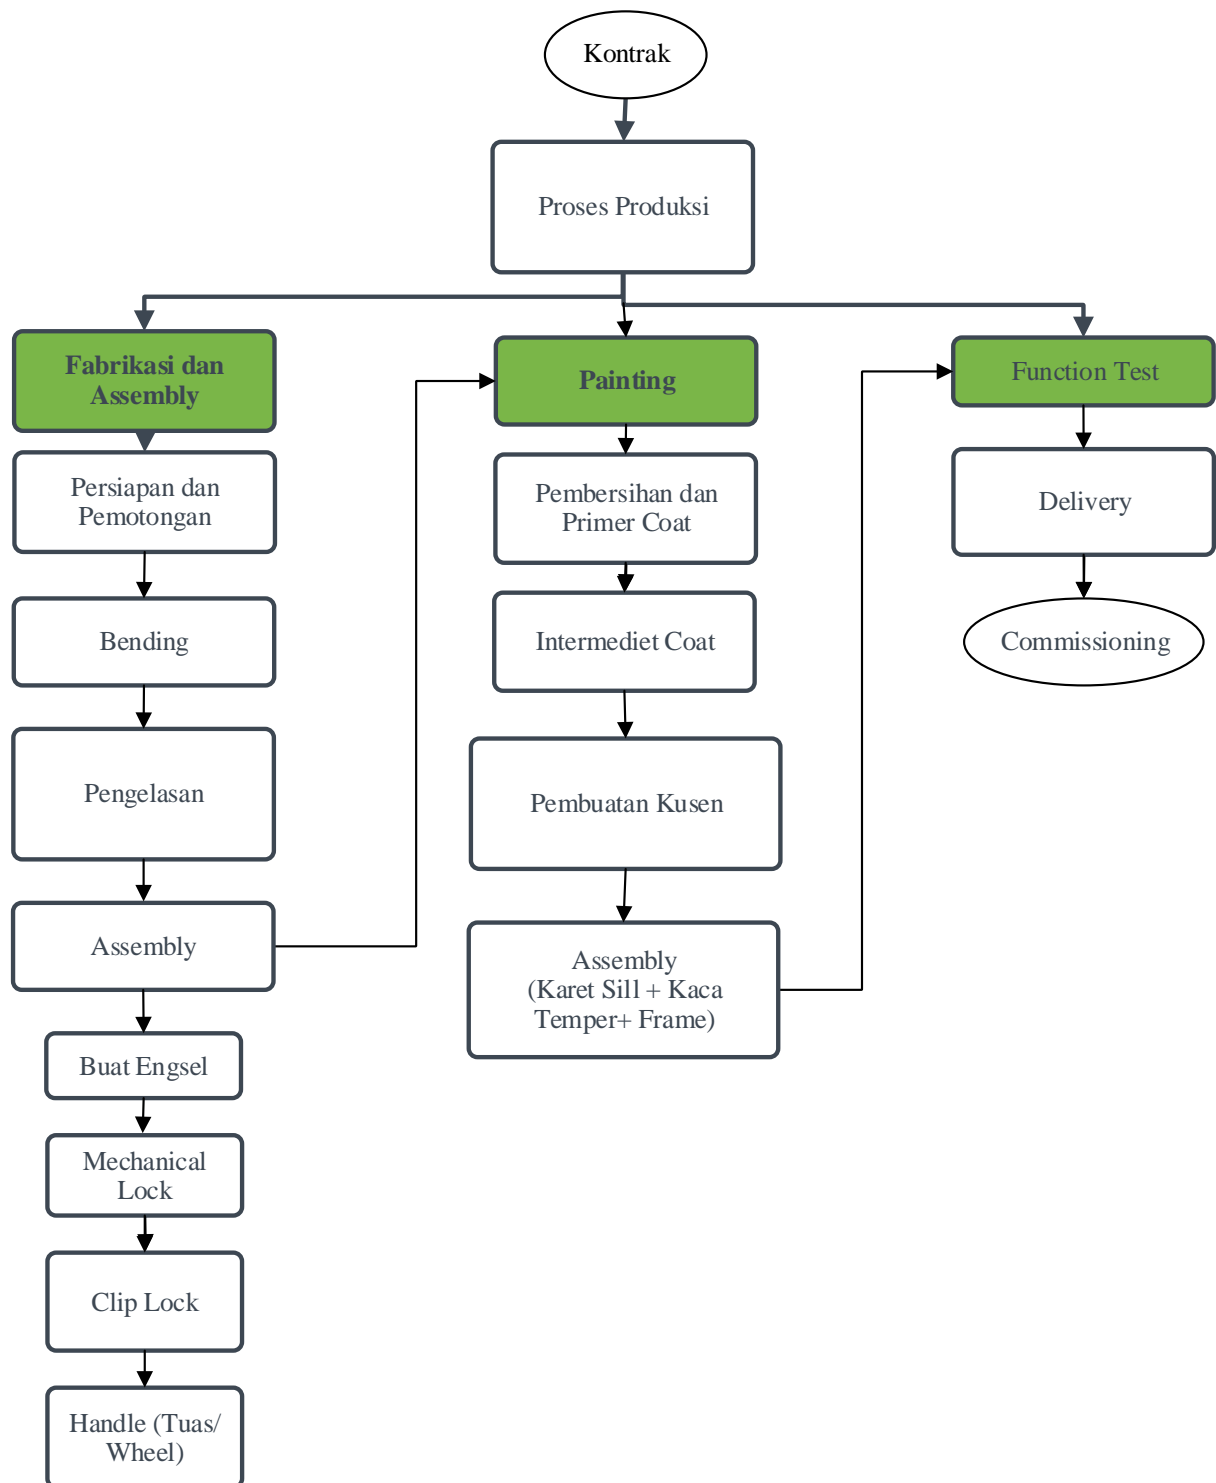 Kontrak
Proses Produksi
Fabrikasi dan
Assembly
Persiapan dan
Pemotongan
Bending
Pengelasan
Assembly
Buat Engsel
Mechanical
Lock
Clip Lock
Handle (Tuas/
Wheel)
Painting
Pembersihan dan
Primer Coat
Intermediet Coat
Pembuatan Kusen
Assembly
(Karet Sill + Kaca
Temper+ Frame)
Function Test
Delivery
Commissioning